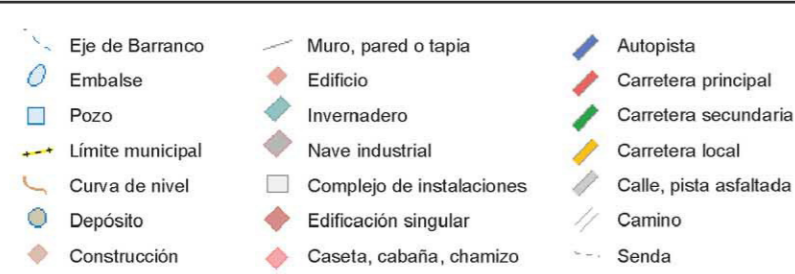 Eje de Barranco
Embalse
Pozo
Límite municipal
Curva de nivel
Depósito
Construcción
Muro, pared o tapia
Edificio
Invernadero
Nave industrial
Complejo de instalaciones
Edificación singular
Caseta, cabaña, chamizo
Autopista
Carretera principal
Carretera secundaria
Carretera local
Calle, pista asfaltada
Camino
Senda